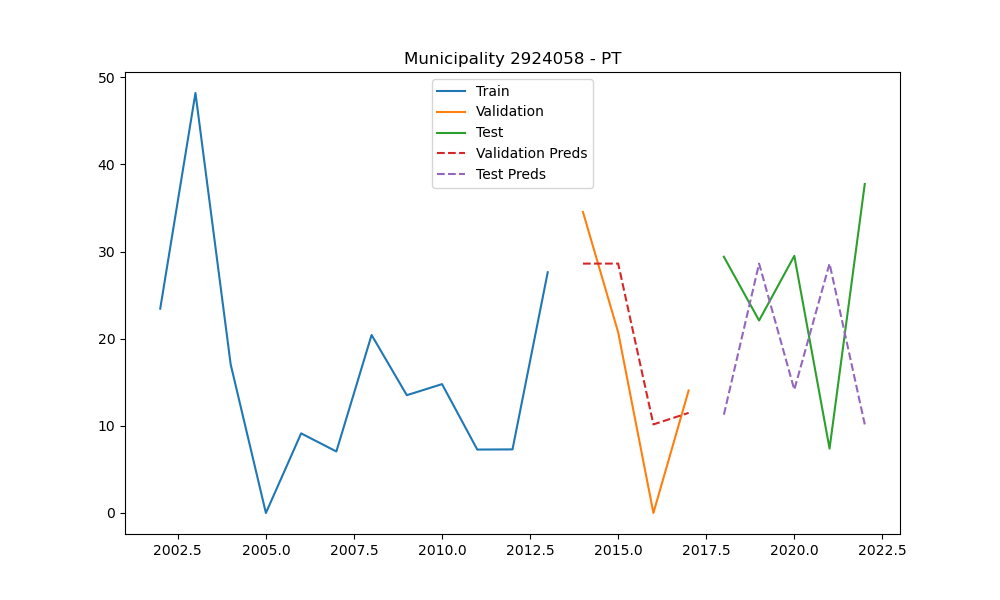 Municipality 2924058 - PT
Train
Validation
Test
Validation Preds
Test Preds
50
40
30
20
10
0
2002.5 2005.0 2007.5 2010.0 2012.5 2015.0 2017.5 2020.0 2022.5